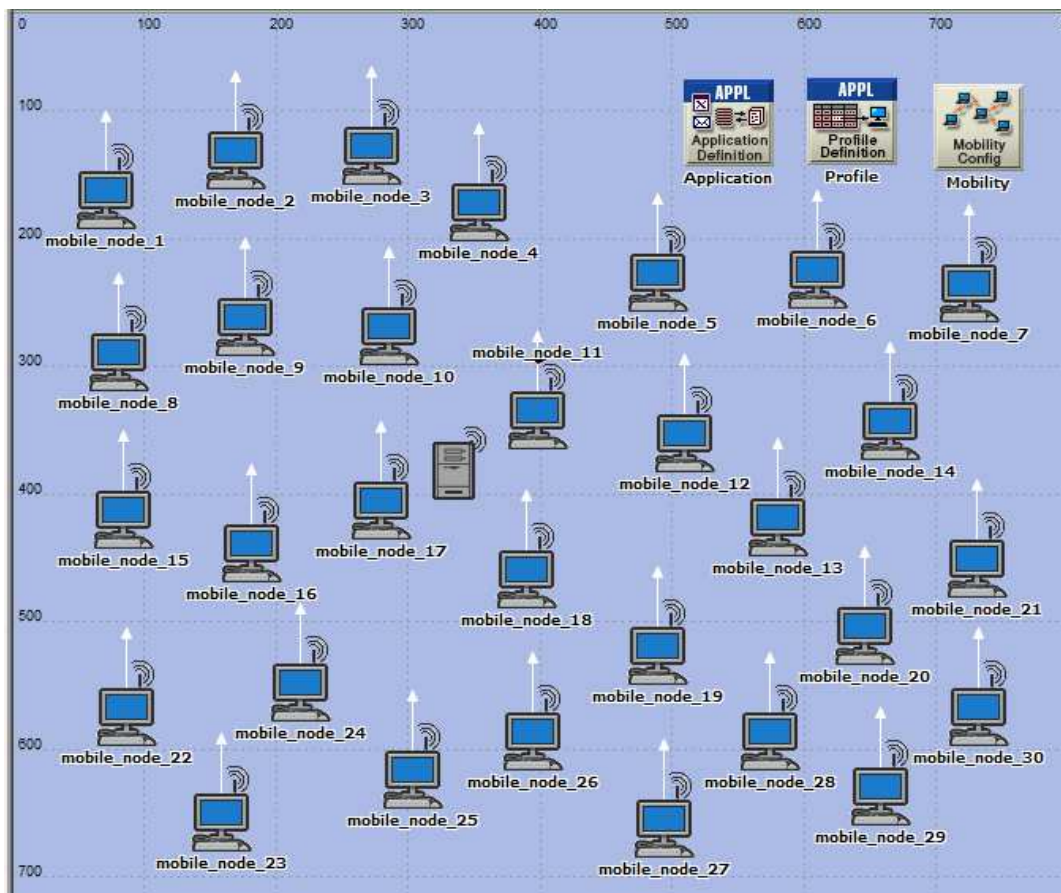 0 100 200 300 400 500 600 700
100
APPL APPL
Application Definition
Profile Definition
Mobility Config
Application Profile Mobility
mobile_node_1
mobile_node_2
mobile_node_3
mobile_node_4
200
mobile_node_5
mobile_node_6
mobile_node_7
300
mobile_node_8
mobile_node_9
mobile_node_10
mobile_node_11
mobile_node_12
mobile_node_14
400
mobile_node_15
mobile_node_16
mobile_node_17
mobile_node_18
mobile_node_13
mobile_node_21
500
mobile_node_22
mobile_node_24
mobile_node_26
mobile_node_19
mobile_node_20
600
mobile_node_23
mobile_node_25
mobile_node_27
mobile_node_28
mobile_node_29
mobile_node_30
700